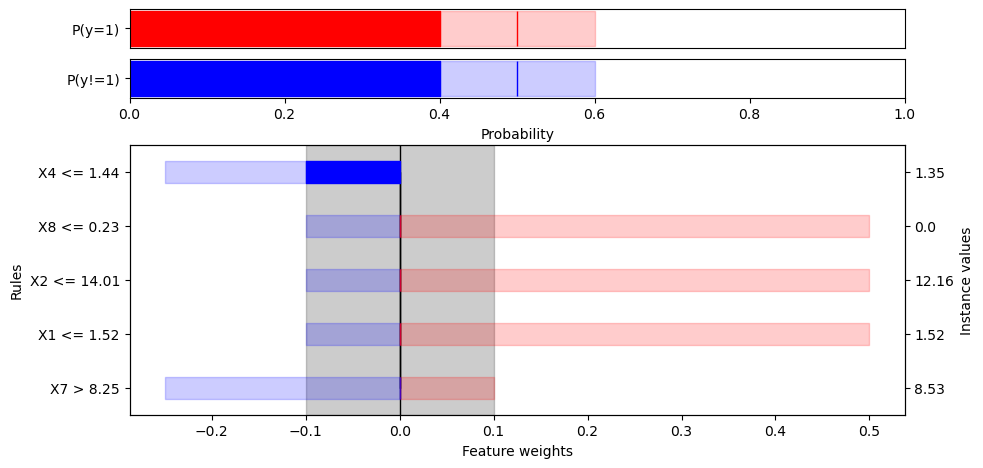 P(y=1)
P(y!=1)
0.0 0.2 0.4 0.6 0.8 1.0
Probability
X4 <= 1.44 1.35
X8 <= 0.23 0.0
X2 <= 14.01 12.16
X1 <= 1.52 1.52
X7 > 8.25 8.53
Rules
Instance values
−0.2 −0.1 0.0 0.1 0.2 0.3 0.4 0.5
Feature weights